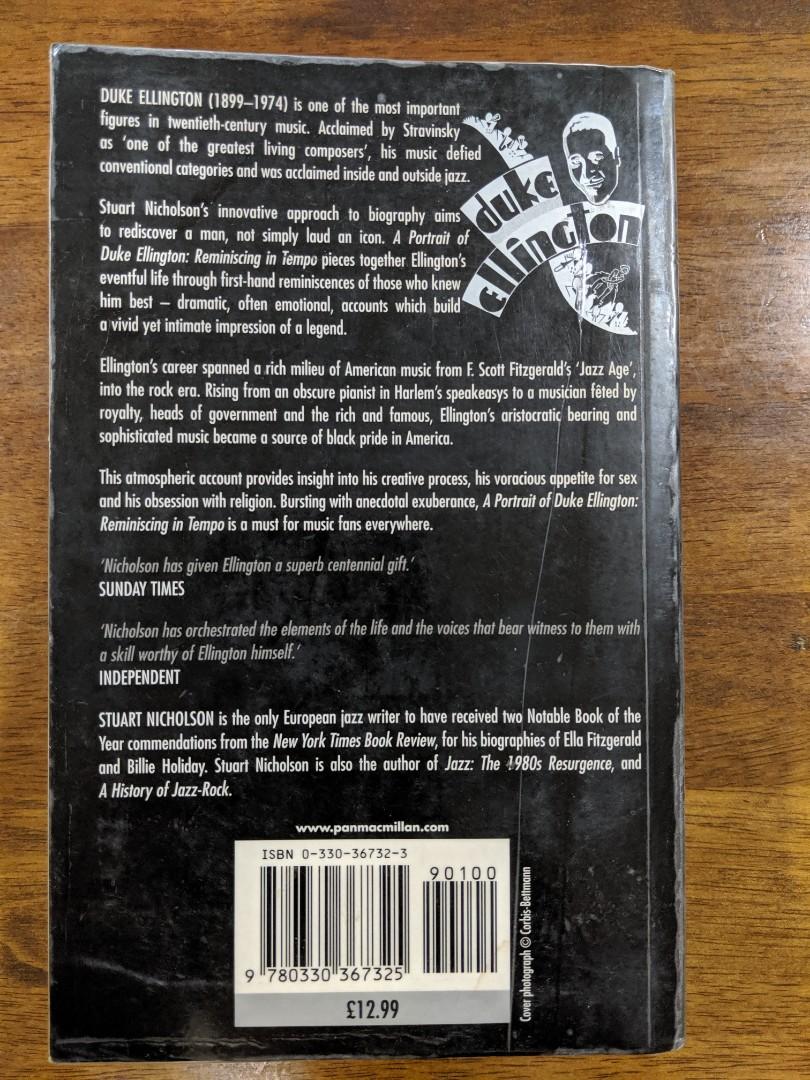 DUKE ELLINGTON (1899–1974) is one of the most important
figures in twentieth-century music. Acclaimed by Stravinsky
as 'one of the greatest living composers', his music defied
conventional categories and was acclaimed inside and outside jazz.
duke
ellington
Stuart Nicholson's innovative approach to biography aims
to rediscover a man, not simply laud an icon. A Portrait of
Duke Ellington: Reminiscing in Tempo pieces together Ellington's
eventful life through first-hand reminiscences of those who knew
him best – dramatic, often emotional, accounts which build
a vivid yet intimate impression of a legend.
Ellington's career spanned a rich milieu of American music from F. Scott Fitzgerald's 'Jazz Age',
into the rock era. Rising from an obscure pianist in Harlem's speakeasys to a musician fêted by
royalty, heads of government and the rich and famous, Ellington's aristocratic bearing and
sophisticated music became a source of black pride in America.
This atmospheric account provides insight into his creative process, his voracious appetite for sex
and his obsession with religion. Bursting with anecdotal exuberance, A Portrait of Duke Ellington:
Reminiscing in Tempo is a must for music fans everywhere.
'Nicholson has given Ellington a superb centennial gift.'
SUNDAY TIMES
'Nicholson has orchestrated the elements of the life and the voices that bear witness to them with
a skill worthy of Ellington himself.'
INDEPENDENT
STUART NICHOLSON is the only European jazz writer to have received two Notable Book of the
Year commendations from the New York Times Book Review, for his biographies of Ella Fitzgerald
and Billie Holiday. Stuart Nicholson is also the author of Jazz: The 1980s Resurgence, and
A History of Jazz-Rock.
www.panmacmillan.com
ISBN 0-330-36732-3
90100
9 780330 367325
£12.99
Cover photograph © Corbis-Bettmann